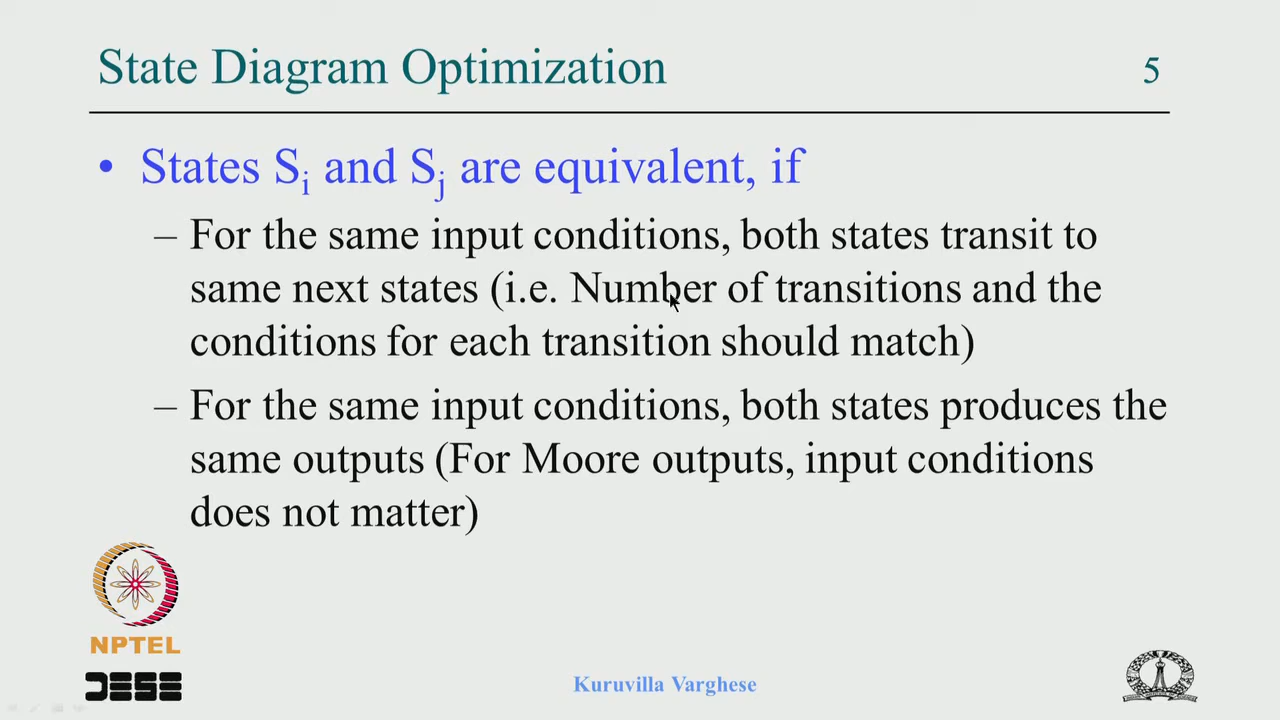 State Diagram Optimization 5
• States Si and Sj are equivalent, if
– For the same input conditions, both states transit to
same next states (i.e. Number of transitions and the
conditions for each transition should match)
– For the same input conditions, both states produces the
same outputs (For Moore outputs, input conditions
does not matter)
NPTEL
DESE
Kuruvilla Varghese